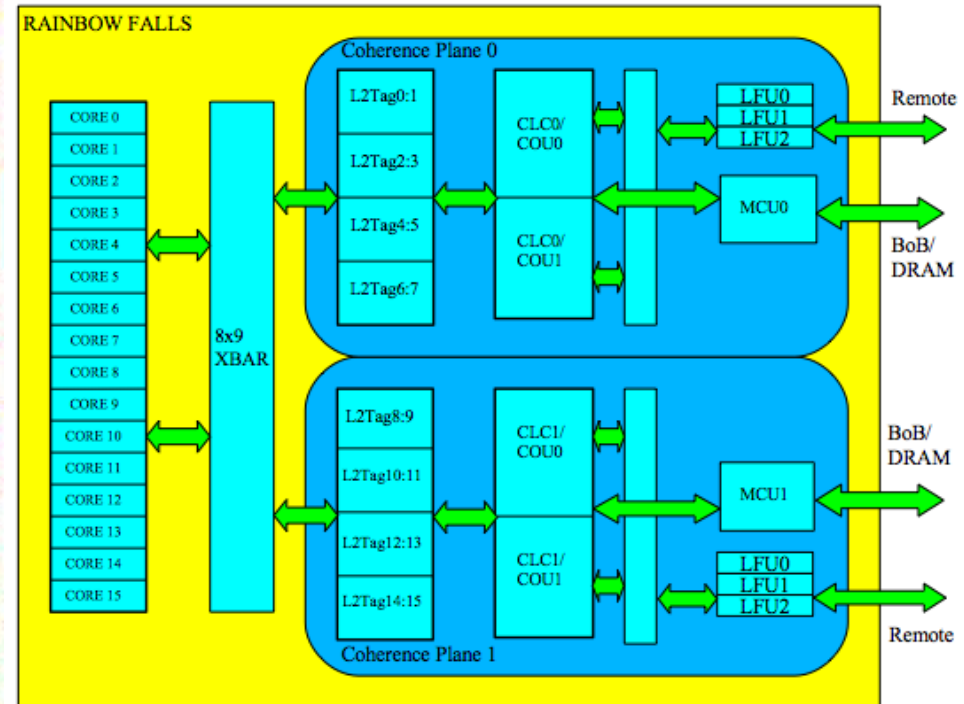 RAINBOW FALLS
CORE 0
CORE 1
CORE 2
CORE 3
CORE 4
CORE 5
CORE 6
CORE 7
CORE 8
CORE 9
CORE 10
CORE 11
CORE 12
CORE 13
CORE 14
CORE 15
8x9
XBAR
Coherence Plane 0
L2Tag0:1
L2Tag2:3
L2Tag4:5
L2Tag6:7
CLC0/
COU0
CLC0/
COU1
LFU0
LFU1
LFU2
MCU0
Remote
BoB/
DRAM
L2Tag8:9
L2Tag10:11
L2Tag12:13
L2Tag14:15
CLC1/
COU0
CLC1/
COU1
MCU1
LFU0
LFU1
LFU2
BoB/
DRAM
Remote
Coherence Plane 1